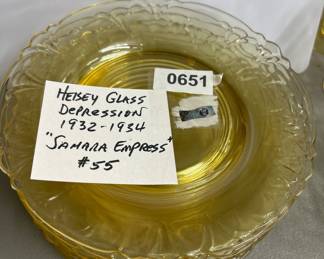 0651
HEISEY GLASS
DEPRESSION
1932-1934
"SAHARA EMPRESS"
#55